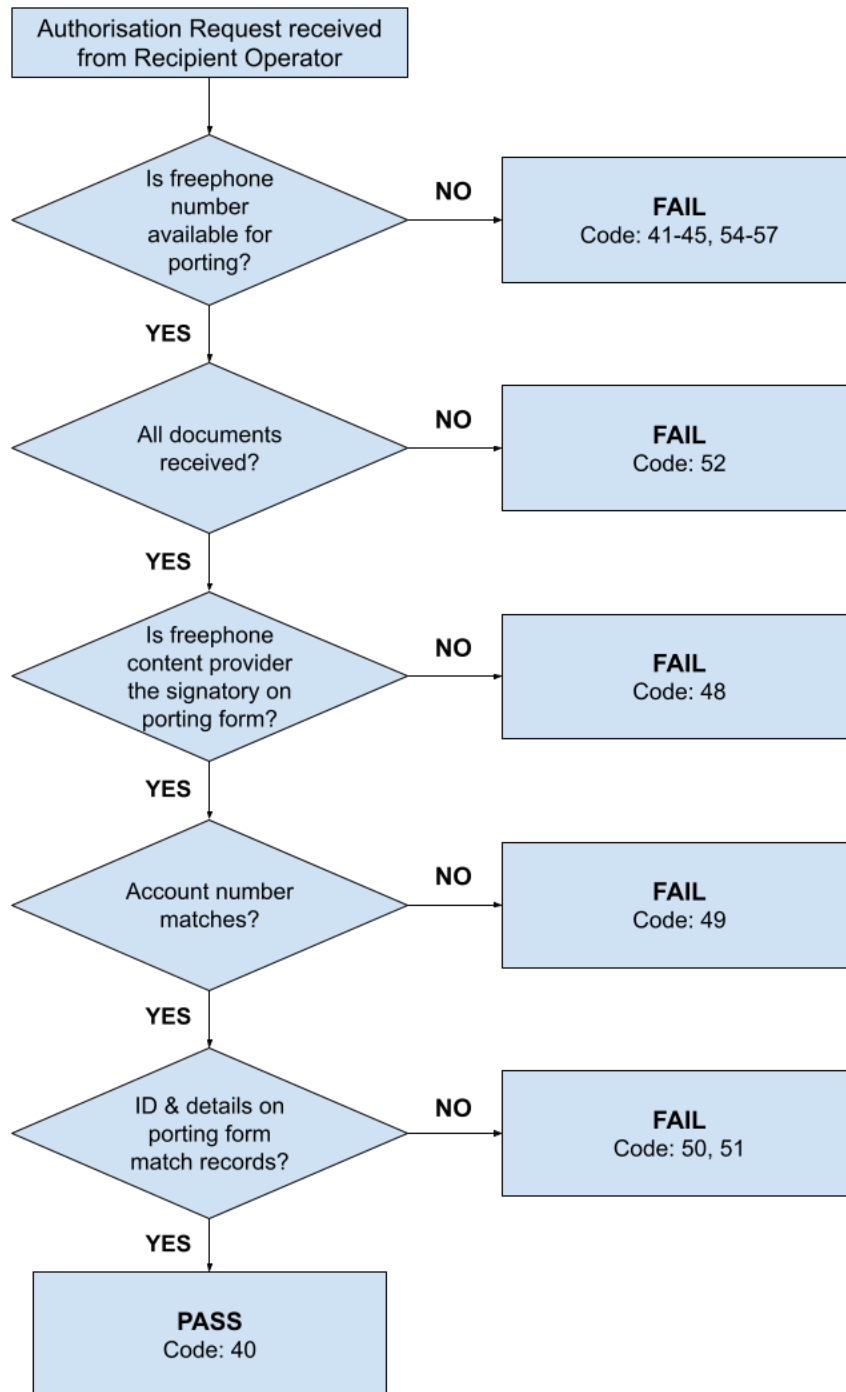 Authorisation Request received
from Recipient Operator
Is freephone
number
available for
porting?
NO
FAIL
Code: 41-45, 54-57
YES
All documents
received?
NO
FAIL
Code: 52
YES
Is freephone
content provider
the signatory on
porting form?
NO
FAIL
Code: 48
YES
Account number
matches?
NO
FAIL
Code: 49
YES
ID & details on
porting form
match records?
NO
FAIL
Code: 50, 51
YES
PASS
Code: 40